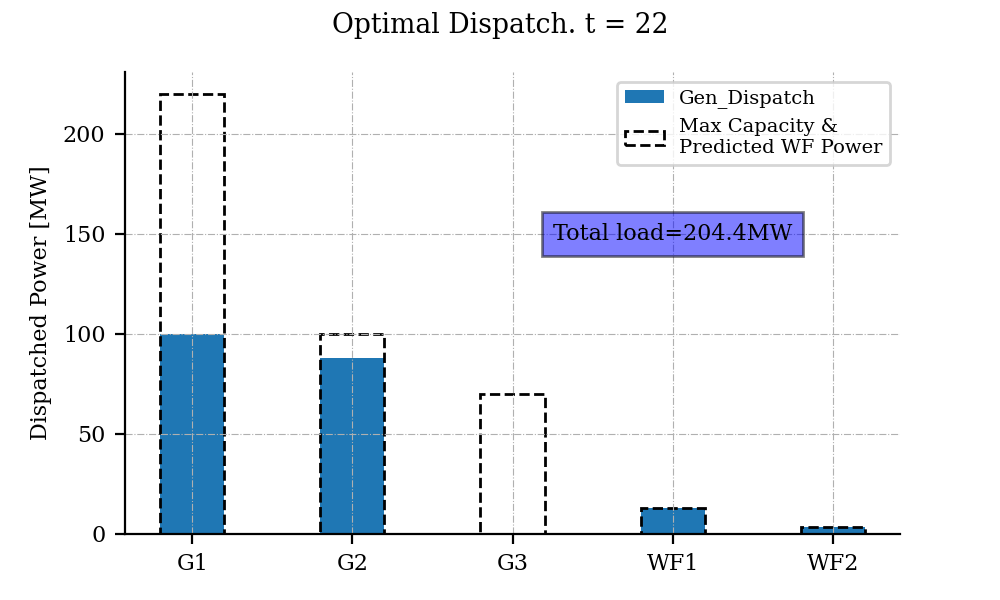 Optimal Dispatch. t = 22
Dispatched Power [MW]
200
150
100
50
0
Gen_Dispatch
Max Capacity &
Predicted WF Power
Total load=204.4MW
G1
G2
G3
WF1
WF2